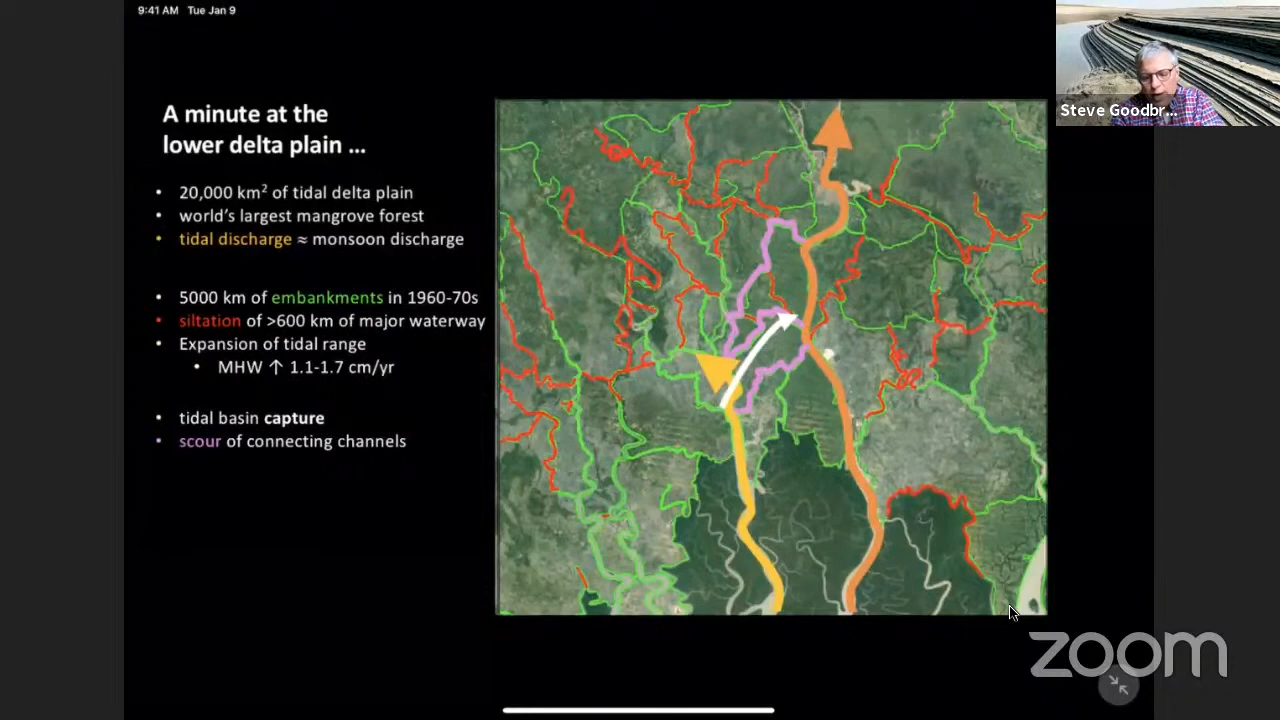 9:41 AM Tue Jan 9
Steve Goodbr...
A minute at the
lower delta plain ...
• 20,000 km² of tidal delta plain
• world's largest mangrove forest
• tidal discharge ≈ monsoon discharge
• 5000 km of embankments in 1960-70s
• siltation of >600 km of major waterway
• Expansion of tidal range
• MHW ↑ 1.1-1.7 cm/yr
• tidal basin capture
• scour of connecting channels
zoom